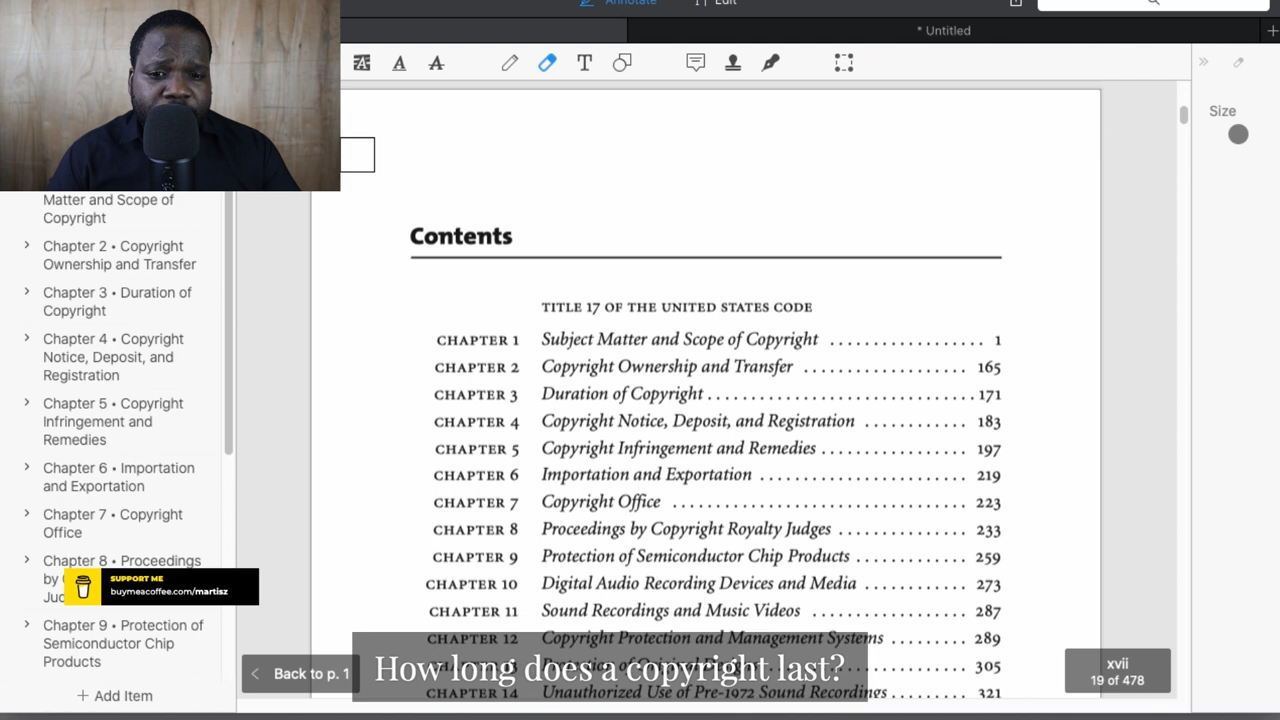 Annotate
Edit
* Untitled
Size
Matter and Scope of
Copyright
Chapter 2 • Copyright
Ownership and Transfer
Chapter 3 • Duration of
Copyright
Chapter 4 • Copyright
Notice, Deposit, and
Registration
Chapter 5 • Copyright
Infringement and
Remedies
Chapter 6 • Importation
and Exportation
Chapter 7 • Copyright
Office
Chapter 8 • Proceedings
by
SUPPORT ME
buymeacoffee.com/martisz
Chapter 9 • Protection of
Semiconductor Chip
Products
+ Add Item
Contents
TITLE 17 OF THE UNITED STATES CODE
CHAPTER 1 Subject Matter and Scope of Copyright .................. 1
CHAPTER 2 Copyright Ownership and Transfer .................. 165
CHAPTER 3 Duration of Copyright .................. 171
CHAPTER 4 Copyright Notice, Deposit, and Registration .................. 183
CHAPTER 5 Copyright Infringement and Remedies .................. 197
CHAPTER 6 Importation and Exportation .................. 219
CHAPTER 7 Copyright Office .................. 223
CHAPTER 8 Proceedings by Copyright Royalty Judges .................. 233
CHAPTER 9 Protection of Semiconductor Chip Products .................. 259
CHAPTER 10 Digital Audio Recording Devices and Media .................. 273
CHAPTER 11 Sound Recordings and Music Videos .................. 287
CHAPTER 12 Copyright Protection and Management Systems .................. 289
305
CHAPTER 14 Unauthorized Use of Pre-1972 Sound Recordings .................. 321
Back to p. 1
How long does a copyright last?
xvii
19 of 478